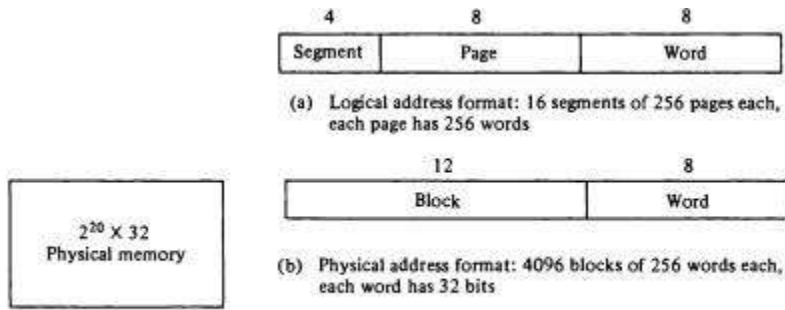 4 8 8
Segment Page Word
(a) Logical address format: 16 segments of 256 pages each,
each page has 256 words
12 8
Block Word
2²⁰ × 32
Physical memory
(b) Physical address format: 4096 blocks of 256 words each,
each word has 32 bits